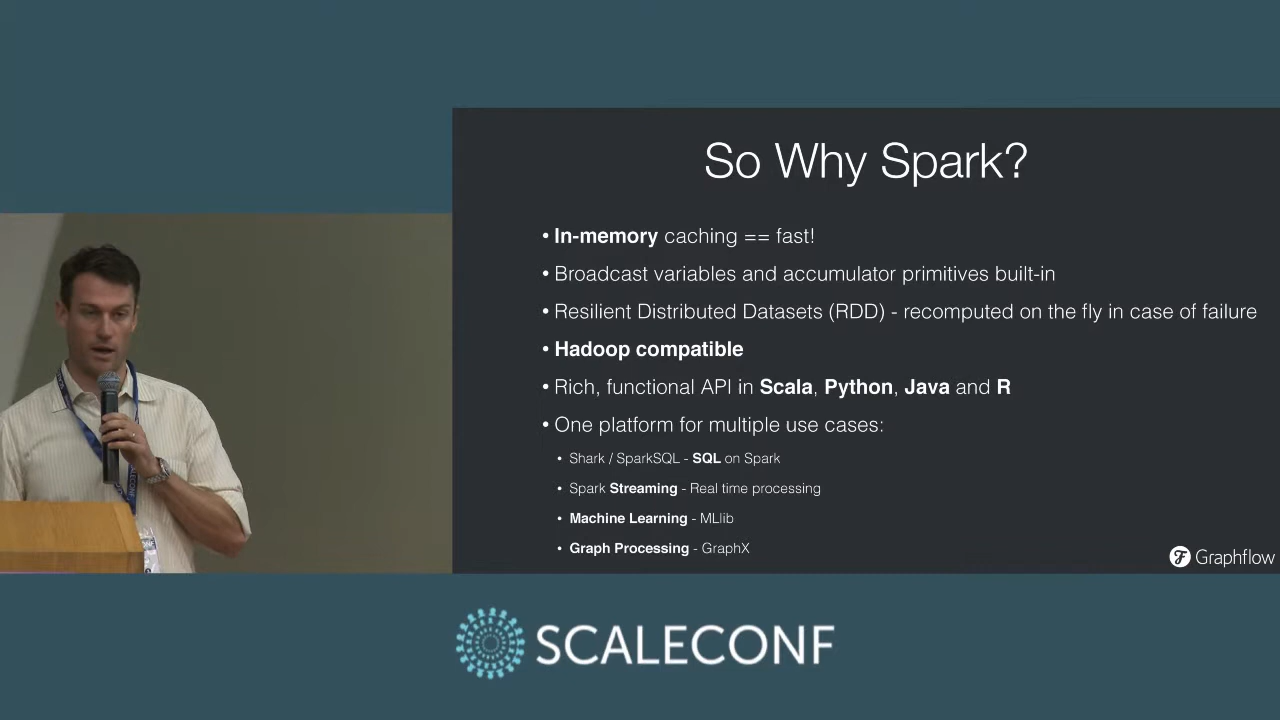 So Why Spark?
• In-memory caching == fast!
• Broadcast variables and accumulator primitives built-in
• Resilient Distributed Datasets (RDD) - recomputed on the fly in case of failure
• Hadoop compatible
• Rich, functional API in Scala, Python, Java and R
• One platform for multiple use cases:
• Shark / SparkSQL - SQL on Spark
• Spark Streaming - Real time processing
• Machine Learning - MLlib
• Graph Processing - GraphX
Graphflow
SCALECONF